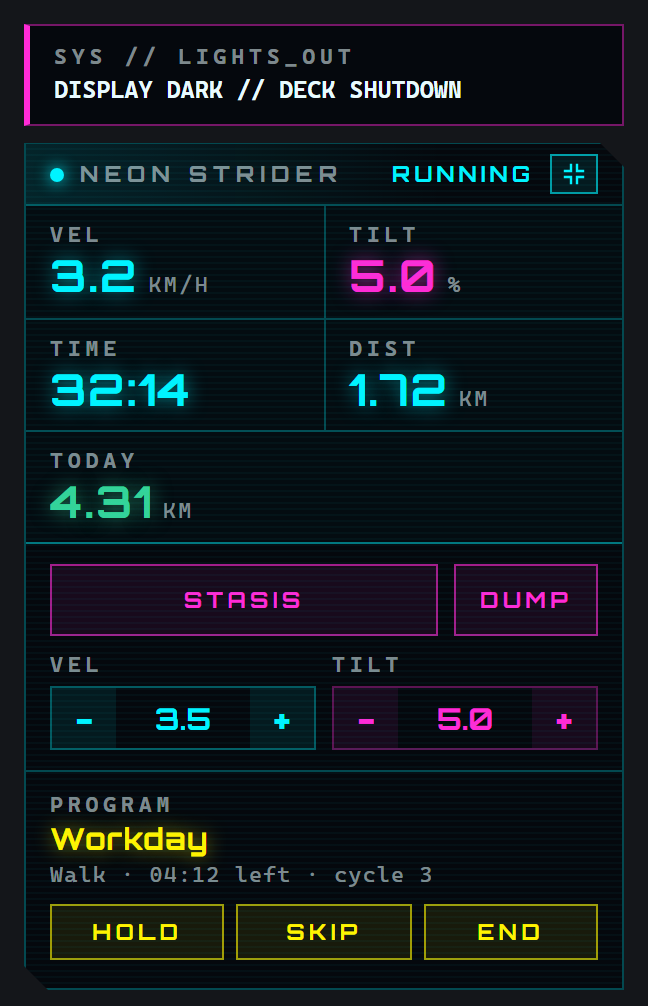 SYS // LIGHTS_OUT
DISPLAY DARK // DECK SHUTDOWN
NEON STRIDER RUNNING
VEL TILT
3.2 KM/H 5.0 %
TIME DIST
32:14 1.72 KM
TODAY
4.31 KM
STASIS DUMP
VEL TILT
- 3.5 + - 5.0 +
PROGRAM
Workday
Walk · 04:12 left · cycle 3
HOLD SKIP END